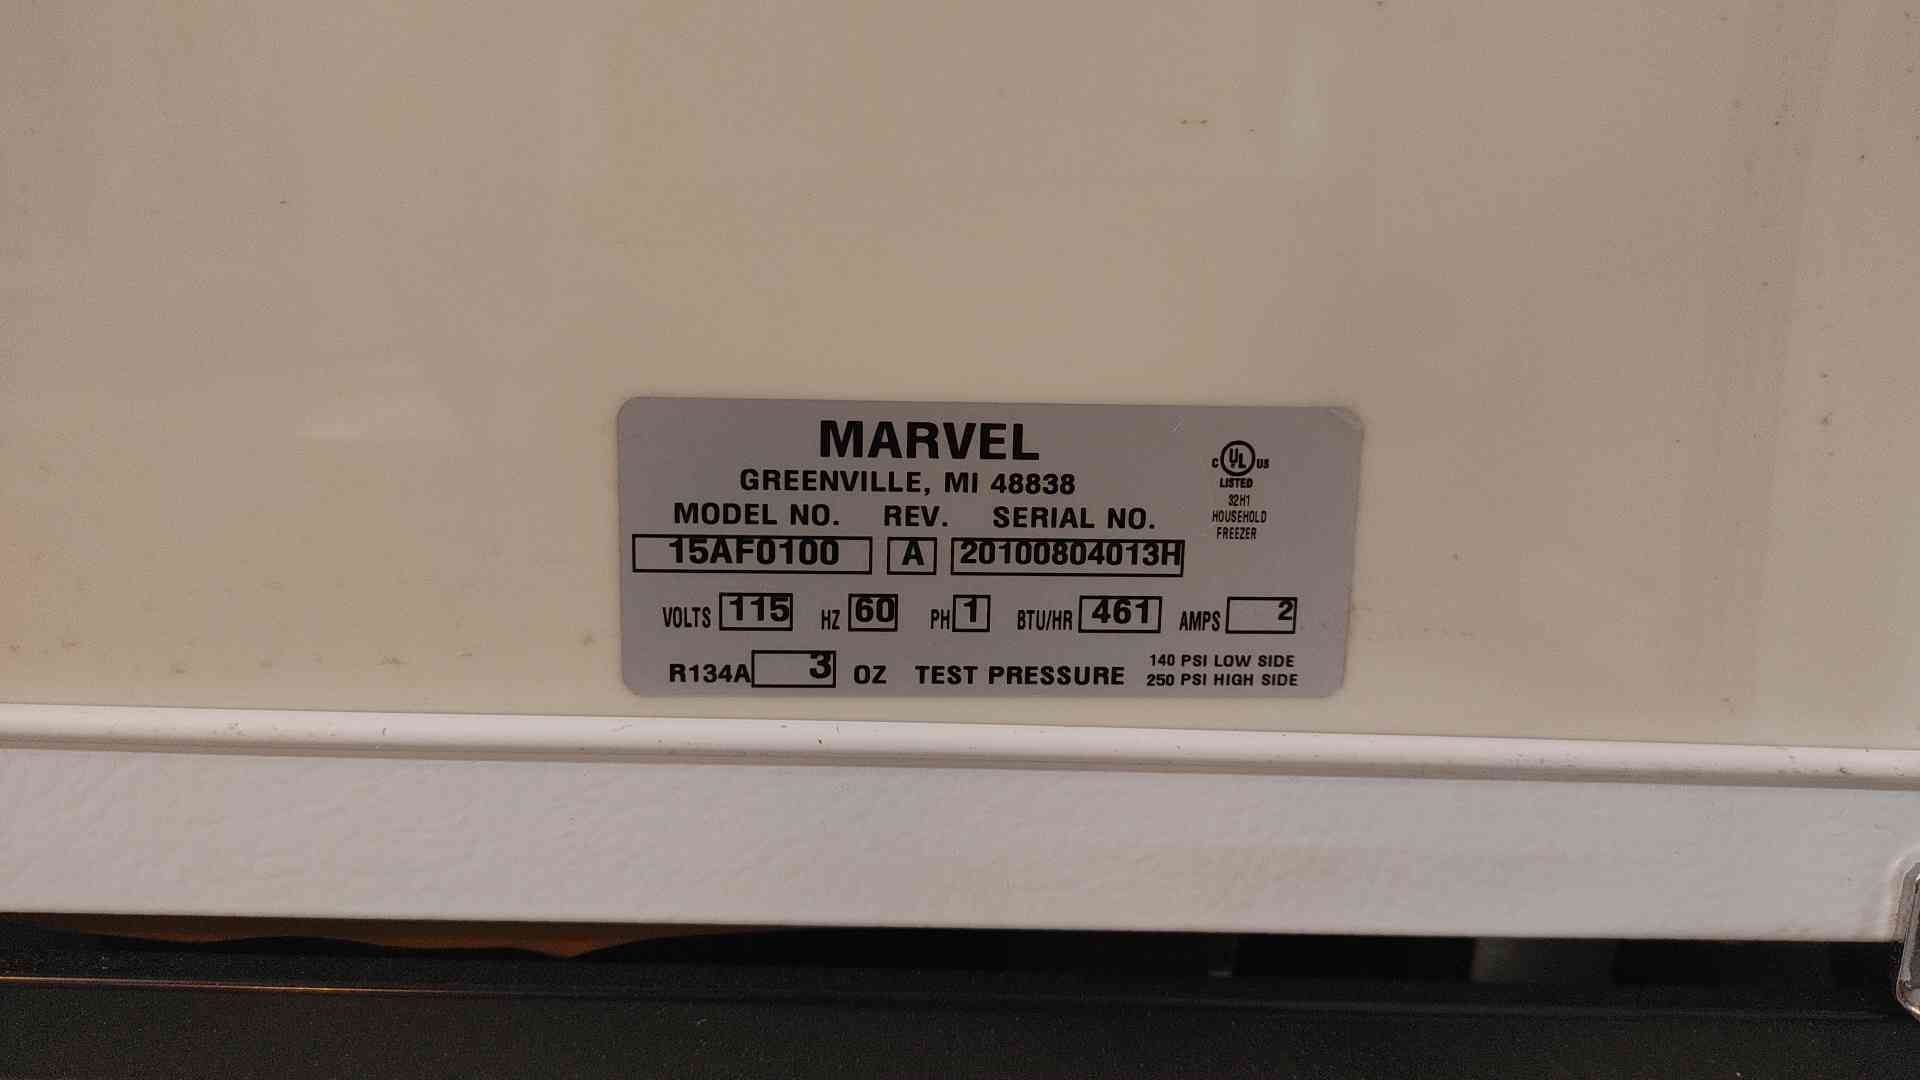 MARVEL
GREENVILLE, MI 48838
C UL US
LISTED
92H1
HOUSEHOLD
FREEZER
MODEL NO. REV. SERIAL NO.
15AF0100 A 20100804013H
VOLTS 115 HZ 60 PH 1 BTU/HR 461 AMPS 2
R134A 3 OZ TEST PRESSURE 140 PSI LOW SIDE
250 PSI HIGH SIDE